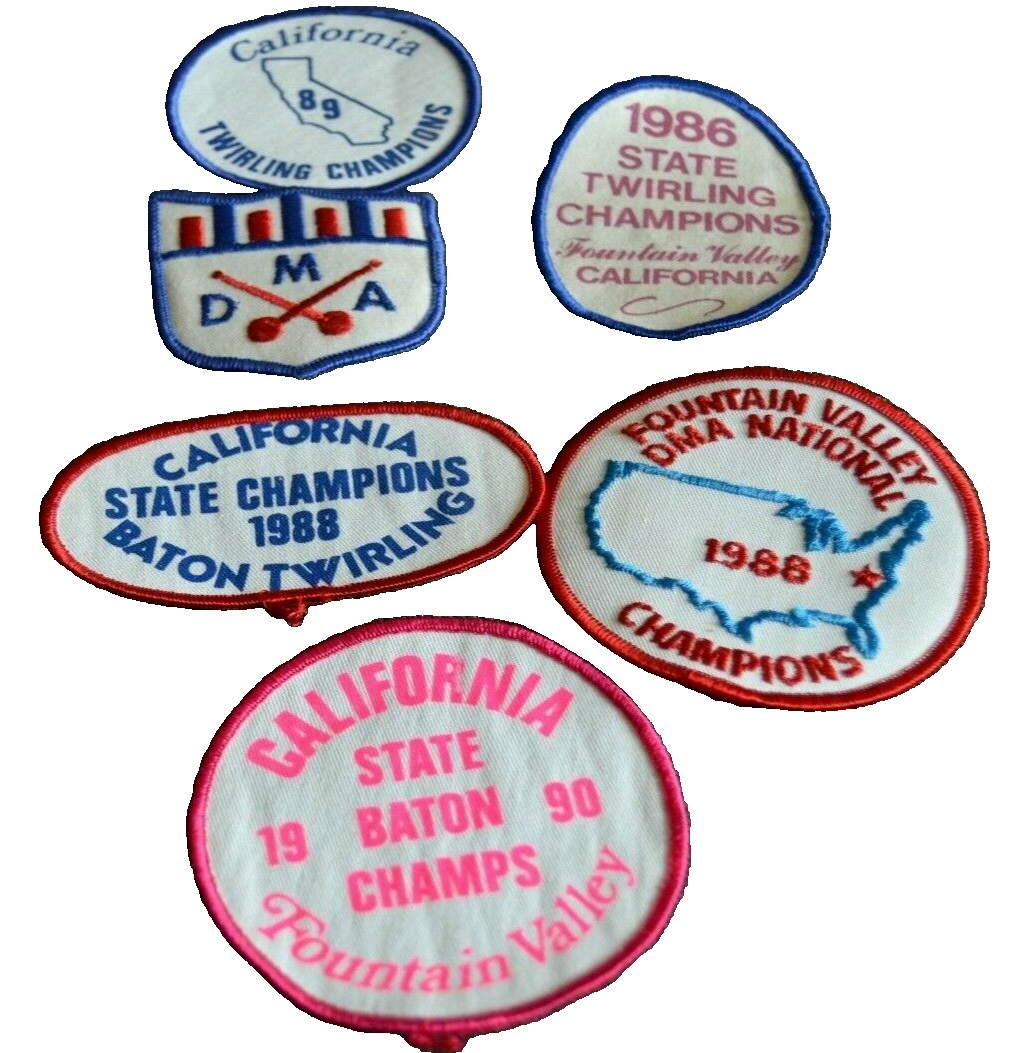 California
89
TWIRLING CHAMPIONS
D M A
1986
STATE
TWIRLING
CHAMPIONS
Fountain Valley
CALIFORNIA
CALIFORNIA
STATE CHAMPIONS
1988
BATON TWIRLING
FOUNTAIN VALLEY
DMA NATIONAL
1988
CHAMPIONS
CALIFORNIA
STATE
19 BATON 90
CHAMPS
Fountain Valley